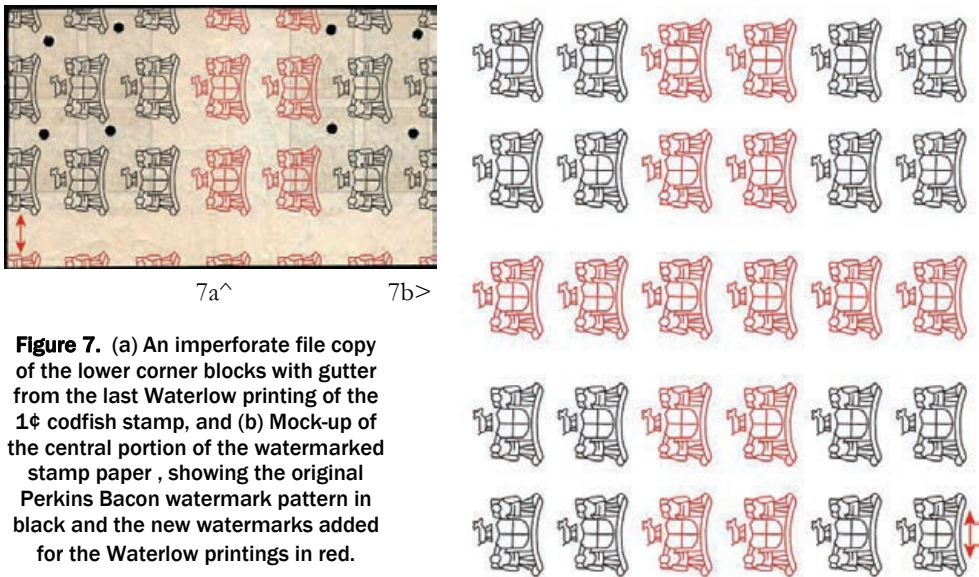 7a^ 7b>
Figure 7. (a) An imperforate file copy
of the lower corner blocks with gutter
from the last Waterlow printing of the
1¢ codfish stamp, and (b) Mock-up of
the central portion of the watermarked
stamp paper , showing the original
Perkins Bacon watermark pattern in
black and the new watermarks added
for the Waterlow printings in red.